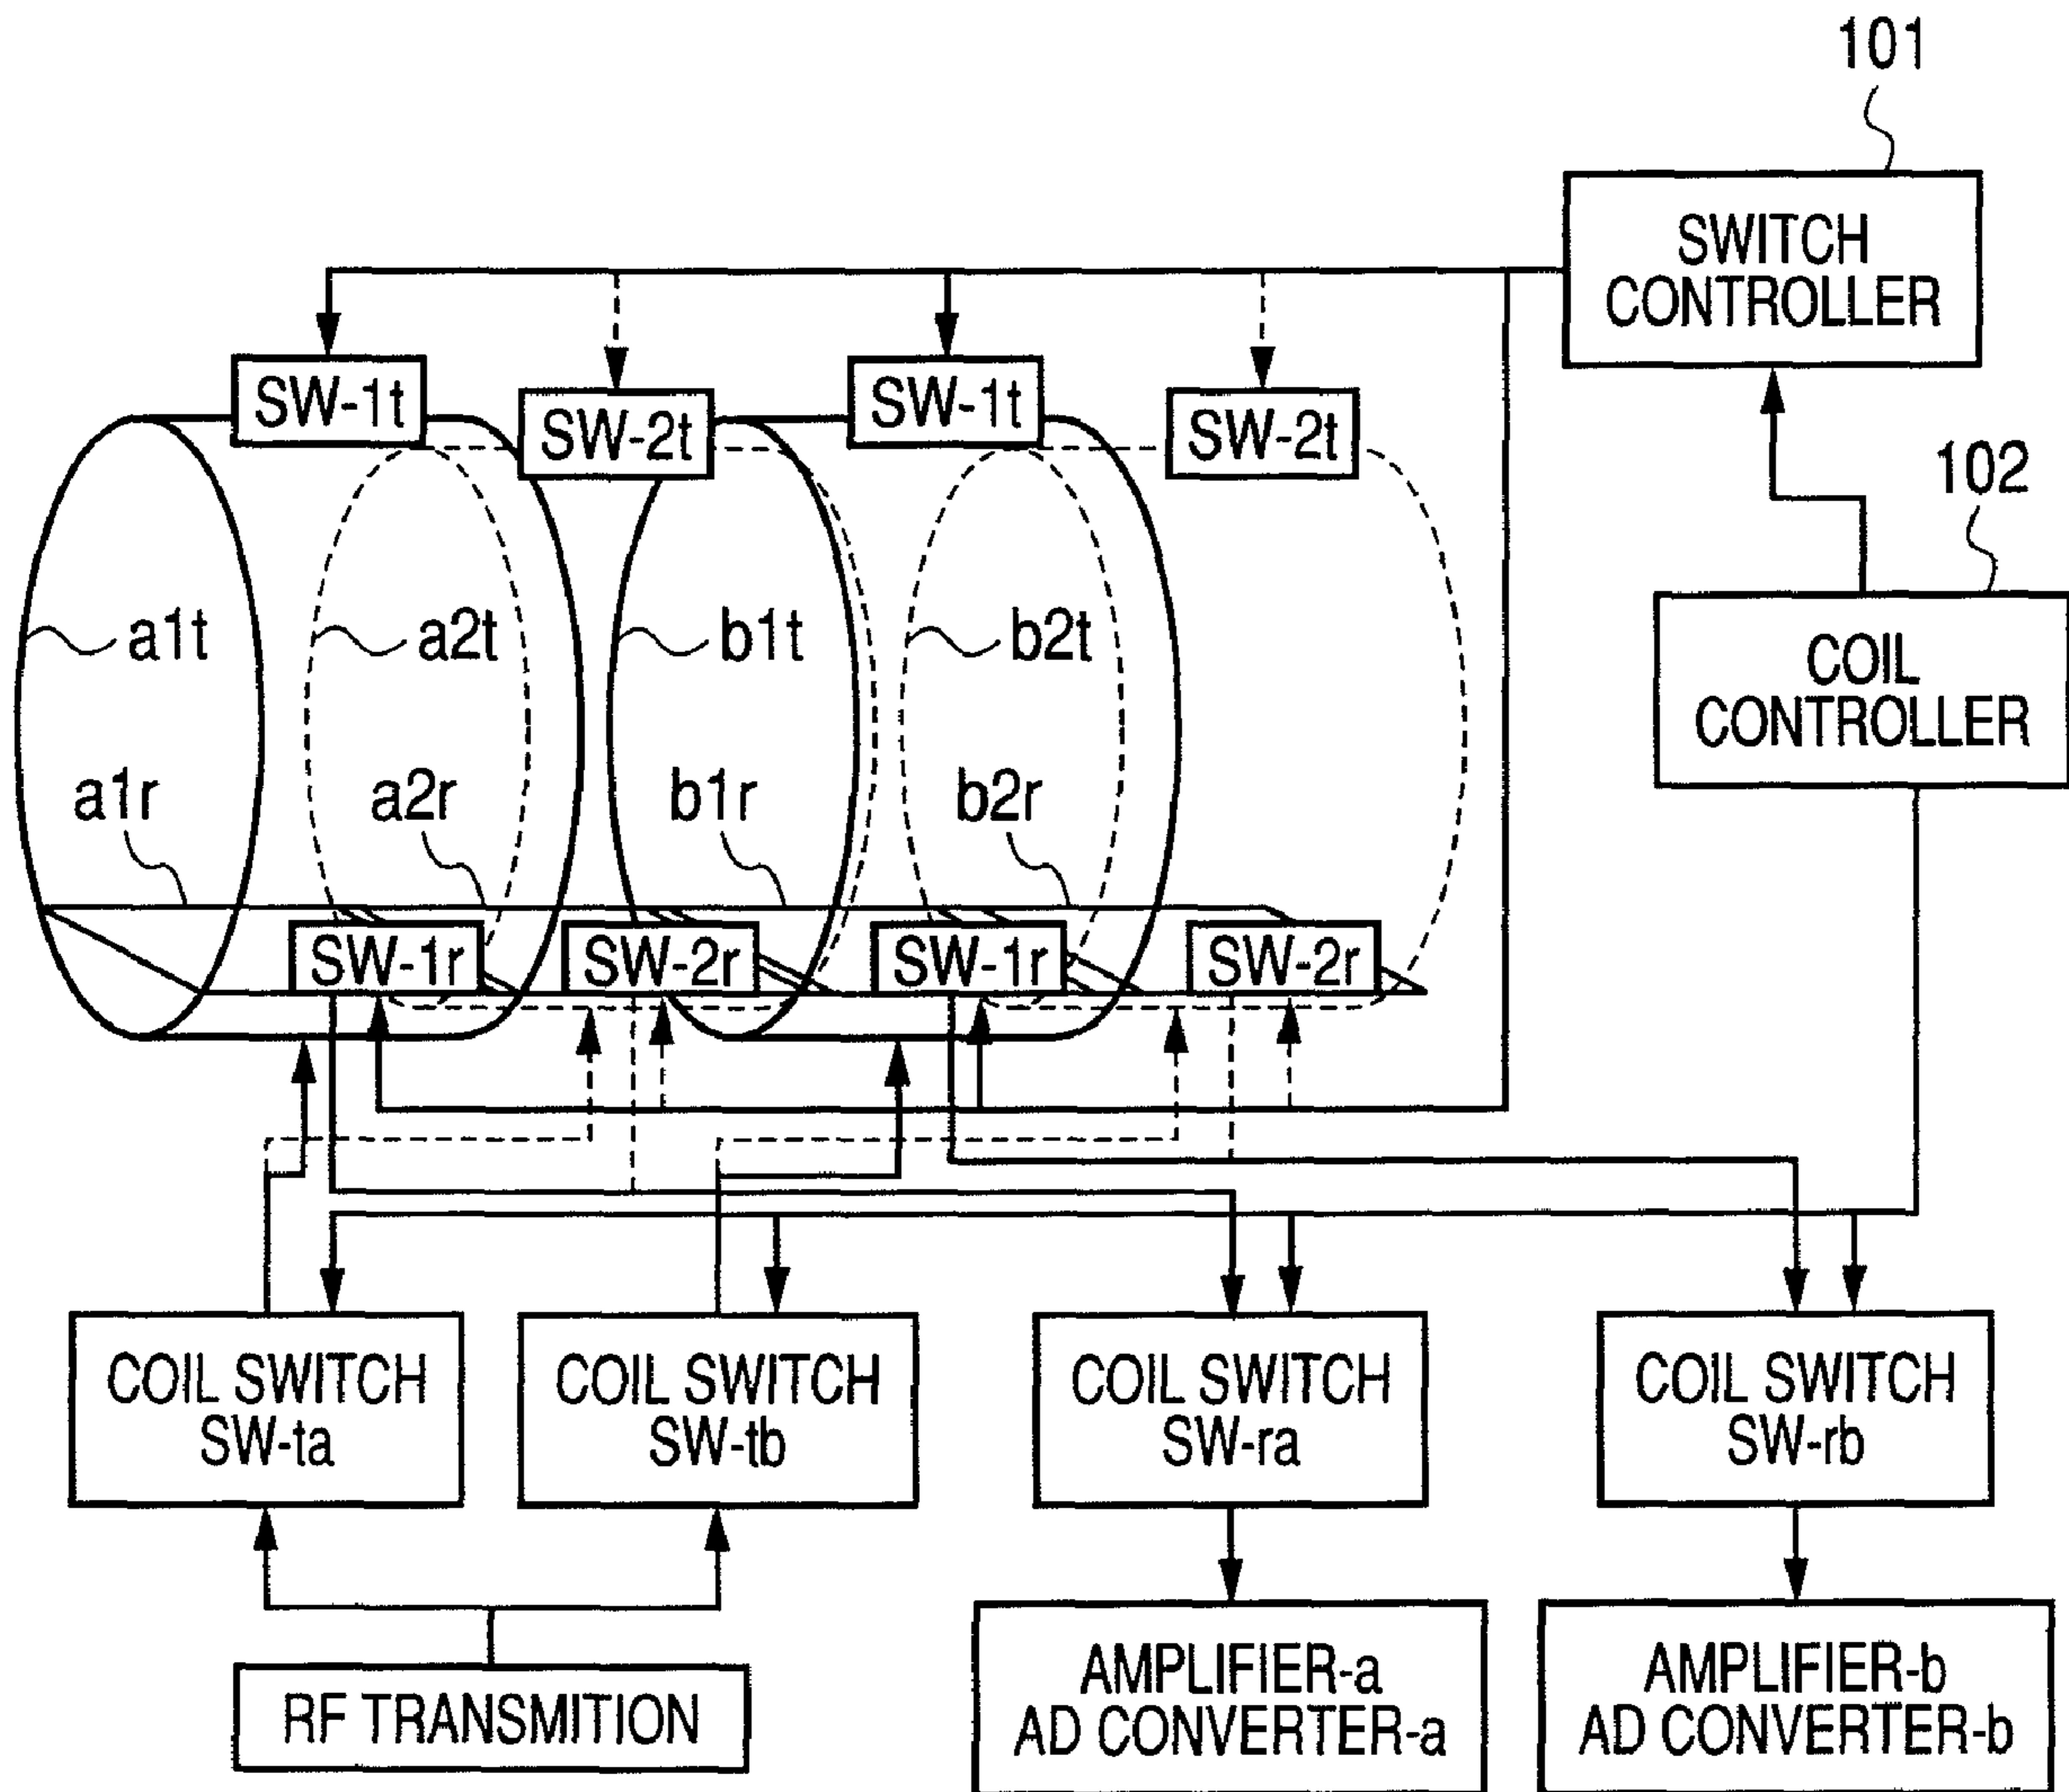 101
SWITCH
CONTROLLER
SW-1t
SW-2t
SW-1t
SW-2t
102
a1t
a2t
b1t
b2t
COIL
CONTROLLER
a1r
a2r
b1r
b2r
SW-1r
SW-2r
SW-1r
SW-2r
COIL SWITCH
SW-ta
COIL SWITCH
SW-tb
COIL SWITCH
SW-ra
COIL SWITCH
SW-rb
RF TRANSMITION
AMPLIFIER-a
AD CONVERTER-a
AMPLIFIER-b
AD CONVERTER-b